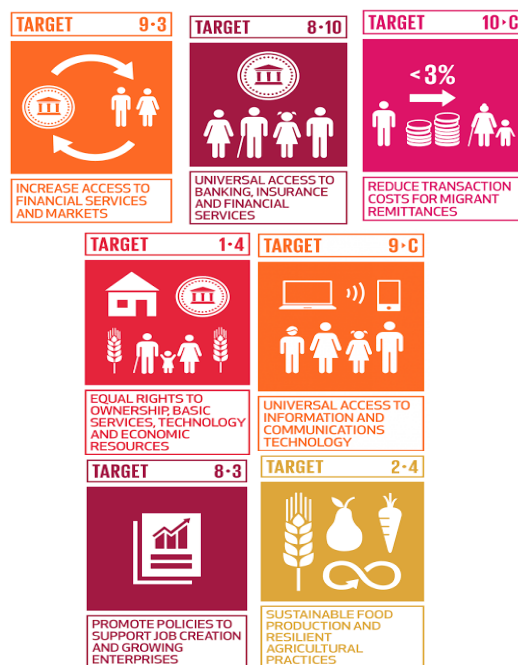 TARGET 9·3
INCREASE ACCESS TO
FINANCIAL SERVICES
AND MARKETS
TARGET 8·10
UNIVERSAL ACCESS TO
BANKING, INSURANCE
AND FINANCIAL
SERVICES
TARGET 10·C
<3%
REDUCE TRANSACTION
COSTS FOR MIGRANT
REMITTANCES
TARGET 1·4
EQUAL RIGHTS TO
OWNERSHIP, BASIC
SERVICES, TECHNOLOGY
AND ECONOMIC
RESOURCES
TARGET 9·C
UNIVERSAL ACCESS TO
INFORMATION AND
COMMUNICATIONS
TECHNOLOGY
TARGET 8·3
PROMOTE POLICIES TO
SUPPORT JOB CREATION
AND GROWING
ENTERPRISES
TARGET 2·4
SUSTAINABLE FOOD
PRODUCTION AND
RESILIENT
AGRICULTURAL
PRACTICES